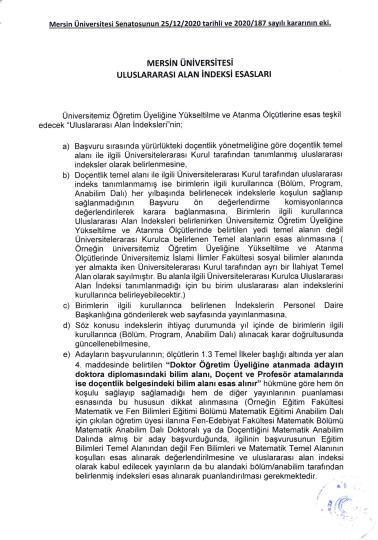 Mersin Üniversitesi Senatosunun 25/12/2020 tarihli ve 2020/187 sayılı kararının eki.
MERSİN ÜNİVERSİTESİ
ULUSLARARASI ALAN İNDEKSİ ESASLARI
Üniversitemiz Öğretim Üyeliğine Yükseltilme ve Atanma Ölçütlerine esas teşkil
edecek “Uluslararası Alan İndeksleri”nin;
a) Başvuru sırasında yürürlükteki doçentlik yönetmeliğine göre doçentlik temel
alanı ile ilgili Üniversitelerarası Kurul tarafından tanımlanmış uluslararası
indeksler olarak belirlenmesine,
b) Doçentlik temel alanı ile ilgili Üniversitelerarası Kurul tarafından uluslararası
indeks tanımlanmamış ise birimlerin ilgili kurullarınca (Bölüm, Program,
Anabilim Dalı) her yılbaşında belirlenecek indekslerle koşulun sağlanıp
sağlanmadığının Başvuru ön değerlendirme komisyonlarınca
değerlendirilerek karara bağlanmasına, Birimlerin ilgili kurullarınca
Uluslararası Alan İndeksleri belirlenirken Üniversitemiz Öğretim Üyeliğine
Yükseltilme ve Atanma Ölçütlerinde belirtilen yedi temel alanın değil
Üniversitelerarası Kurulca belirlenen Temel alanların esas alınmasına (
Örneğin üniversitemiz Öğretim Üyeliğine Yükseltilme ve Atanma
Ölçütlerinde Üniversitemiz İslami İlimler Fakültesi sosyal bilimler alanında
yer almakta iken Üniversitelerarası Kurul tarafından ayrı bir İlahiyat Temel
Alan olarak sayılmıştır. Bu alanla ilgili Üniversitelerarası Kurulca Uluslararası
Alan İndeksi tanımlanmadığı için bu birim uluslararası alan indekslerini
kurullarınca belirleyebilecektir.)
c) Birimlerin ilgili kurullarınca belirlenen İndekslerin Personel Daire
Başkanlığına gönderilerek web sayfasında yayınlanmasına,
d) Söz konusu indekslerin ihtiyaç durumunda yıl içinde de birimlerin ilgili
kurullarınca (Bölüm, Program, Anabilim Dalı) alınacak karar doğrultusunda
güncellenebilmesine,
e) Adayların başvurularının; ölçütlerin 1.3 Temel İlkeler başlığı altında yer alan
4. maddesinde belirtilen “Doktor Öğretim Üyeliğine atanmada adayın
doktora diplomasındaki bilim alanı, Doçent ve Profesör atamalarında
ise doçentlik belgesindeki bilim alanı esas alınır” hükmüne göre hem ön
koşulu sağlayıp sağlamadığı hem de diğer yayınlarının puanlaması
esnasında bu hususun dikkat alınmasına (Örneğin Eğitim Fakültesi
Matematik ve Fen Bilimleri Eğitimi Bölümü Matematik Eğitimi Anabilim Dalı
için çıkılan öğretim üyesi ilanına Fen-Edebiyat Fakültesi Matematik Bölümü
Matematik Anabilim Dalı Doktoralı ya da Doçentliğini Matematik Anabilim
Dalında almış bir aday başvurduğunda, ilgilinin başvurusunun Eğitim
Bilimleri Temel Alanından değil Fen Bilimleri ve Matematik Temel Alanının
koşulları esas alınarak değerlendirilmesine ve uluslararası alan indeksi
olarak kabul edilecek yayınların da bu alandaki bölüm/anabilim tarafından
belirlenmiş indeksleri esas alınarak puanlandırılması gerekmektedir.